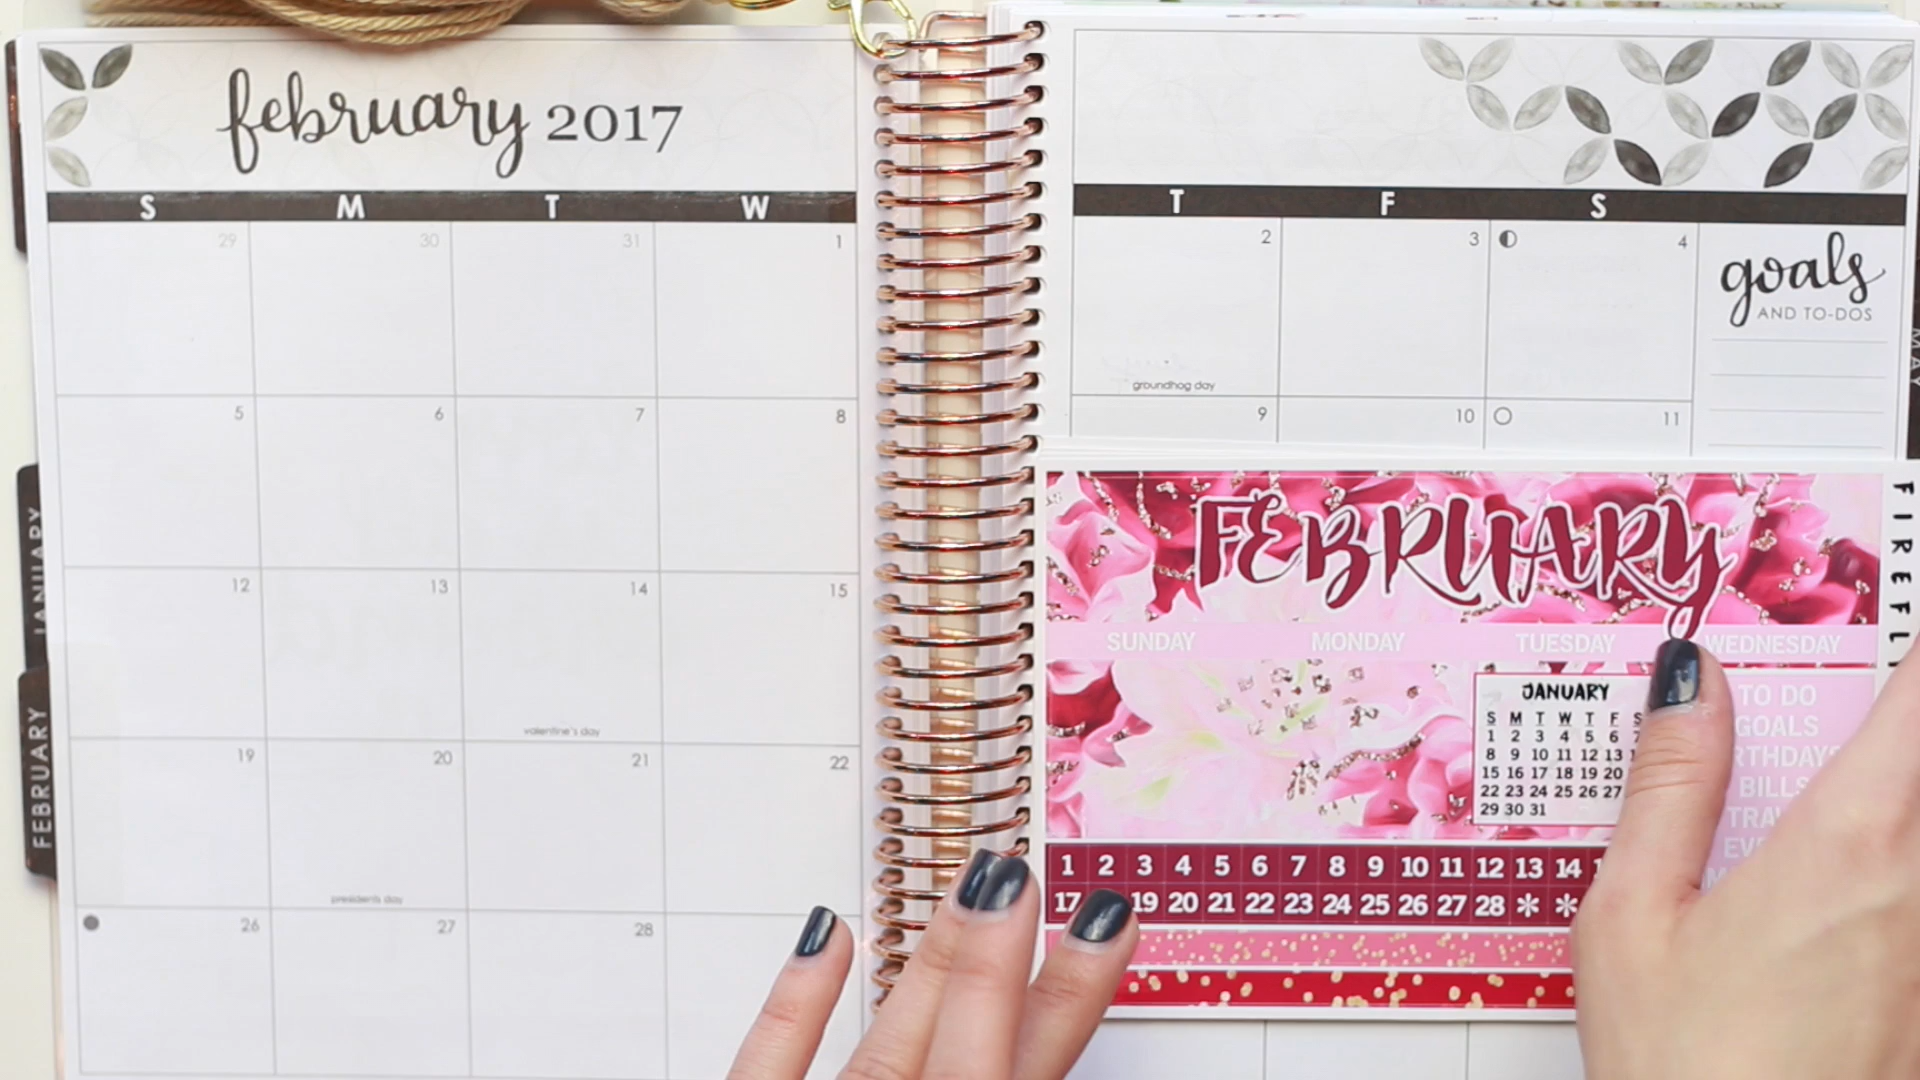 february 2017
S M T W
29 30 31 1
5 6 7 8
12 13 14 15
valentine's day
19 20 21 22
presidents day
26 27 28
JANUARY
FEBRUARY
T F S
2 3 4
groundhog day
9 10 11
goals
AND TO-DOS
MAY
FEBRUARY
SUNDAY MONDAY TUESDAY WEDNESDAY
JANUARY
S M T W T F S
1 2 3 4 5 6 7
8 9 10 11 12 13
15 16 17 18 19 20
22 23 24 25 26 27
29 30 31
TO DO
GOALS
BILLS
1 2 3 4 5 6 7 8 9 10 11 12 13 14
17 19 20 21 22 23 24 25 26 27 28 * *